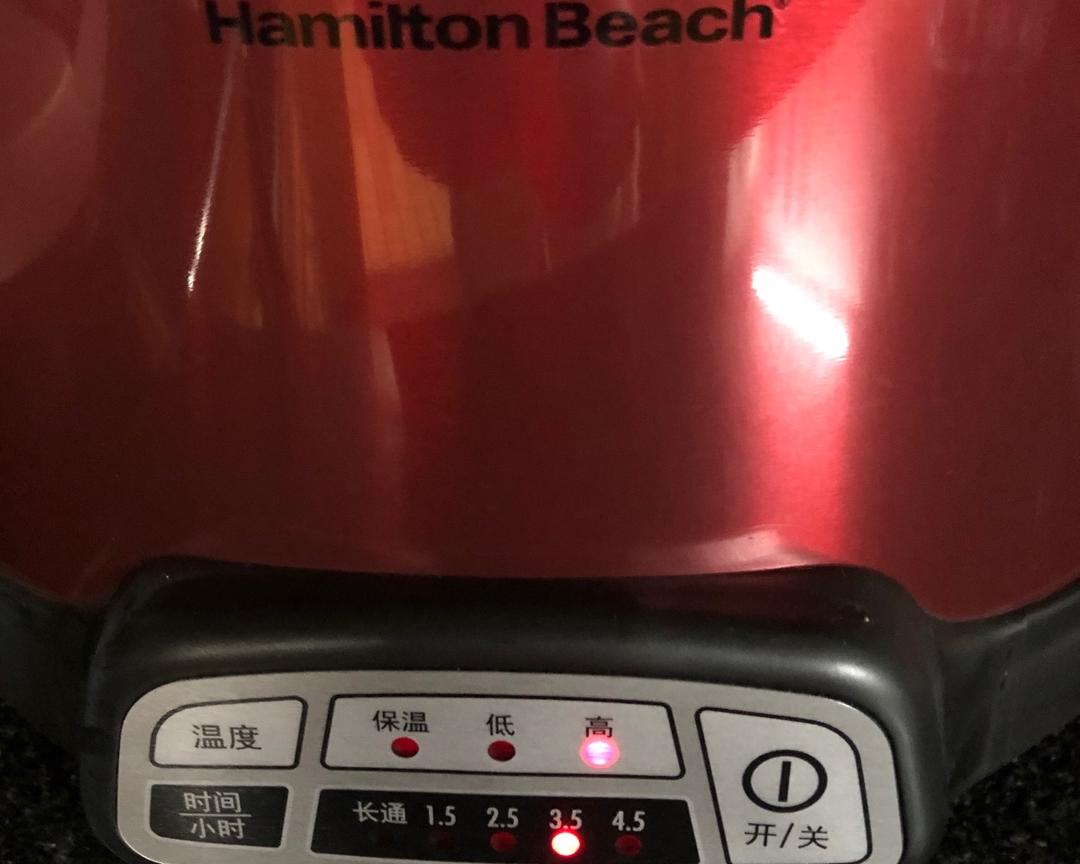 Hamilton Beach®
温度
保温 低 高
时间
小时
长通 1.5 2.5 3.5 4.5
开/关